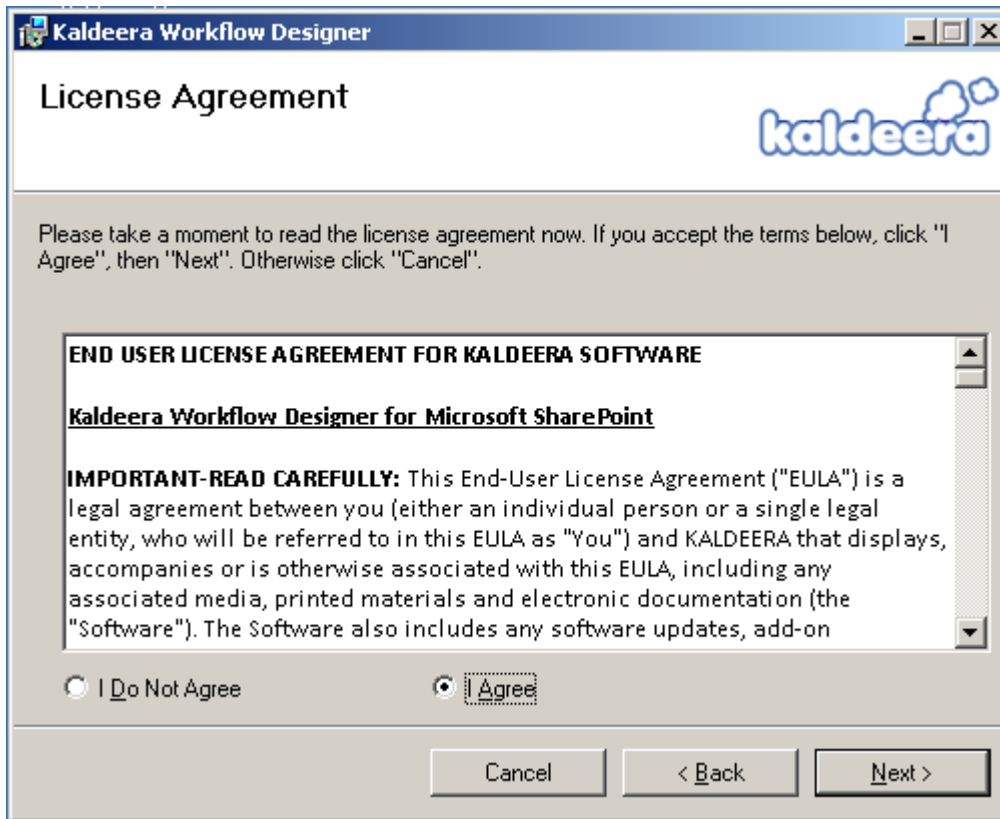 Kaldeera Workflow Designer
License Agreement
kaldeera
Please take a moment to read the license agreement now. If you accept the terms below, click "I
Agree", then "Next". Otherwise click "Cancel".
END USER LICENSE AGREEMENT FOR KALDEERA SOFTWARE
Kaldeera Workflow Designer for Microsoft SharePoint
IMPORTANT-READ CAREFULLY: This End-User License Agreement ("EULA") is a
legal agreement between you (either an individual person or a single legal
entity, who will be referred to in this EULA as "You") and KALDEERA that displays,
accompanies or is otherwise associated with this EULA, including any
associated media, printed materials and electronic documentation (the
"Software"). The Software also includes any software updates, add-on
I Do Not Agree I Agree
Cancel < Back Next >